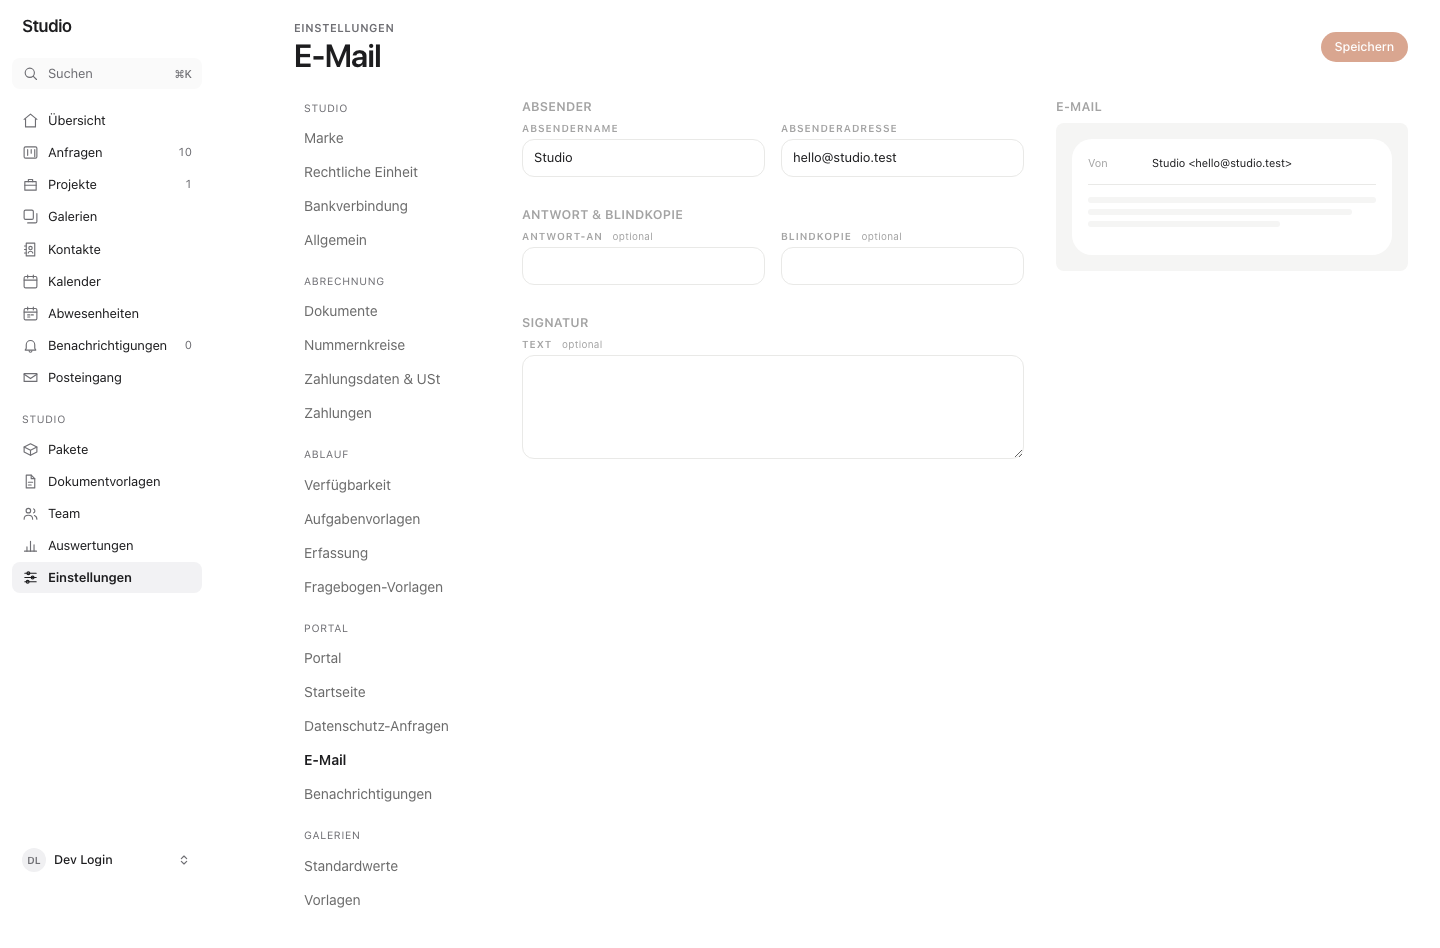 Studio
Suchen ⌘K
Übersicht
Anfragen 10
Projekte 1
Galerien
Kontakte
Kalender
Abwesenheiten
Benachrichtigungen 0
Posteingang
STUDIO
Pakete
Dokumentvorlagen
Team
Auswertungen
Einstellungen
DL Dev Login
EINSTELLUNGEN
E-Mail
Speichern
STUDIO
Marke
Rechtliche Einheit
Bankverbindung
Allgemein
ABRECHNUNG
Dokumente
Nummernkreise
Zahlungsdaten & USt
Zahlungen
ABLAUF
Verfügbarkeit
Aufgabenvorlagen
Erfassung
Fragebogen-Vorlagen
PORTAL
Portal
Startseite
Datenschutz-Anfragen
E-Mail
Benachrichtigungen
GALERIEN
Standardwerte
Vorlagen
ABSENDER
ABSENDERNAME ABSENDERADRESSE
Studio hello@studio.test
ANTWORT & BLINDKOPIE
ANTWORT-AN optional BLINDKOPIE optional
SIGNATUR
TEXT optional
E-MAIL
Von Studio <hello@studio.test>